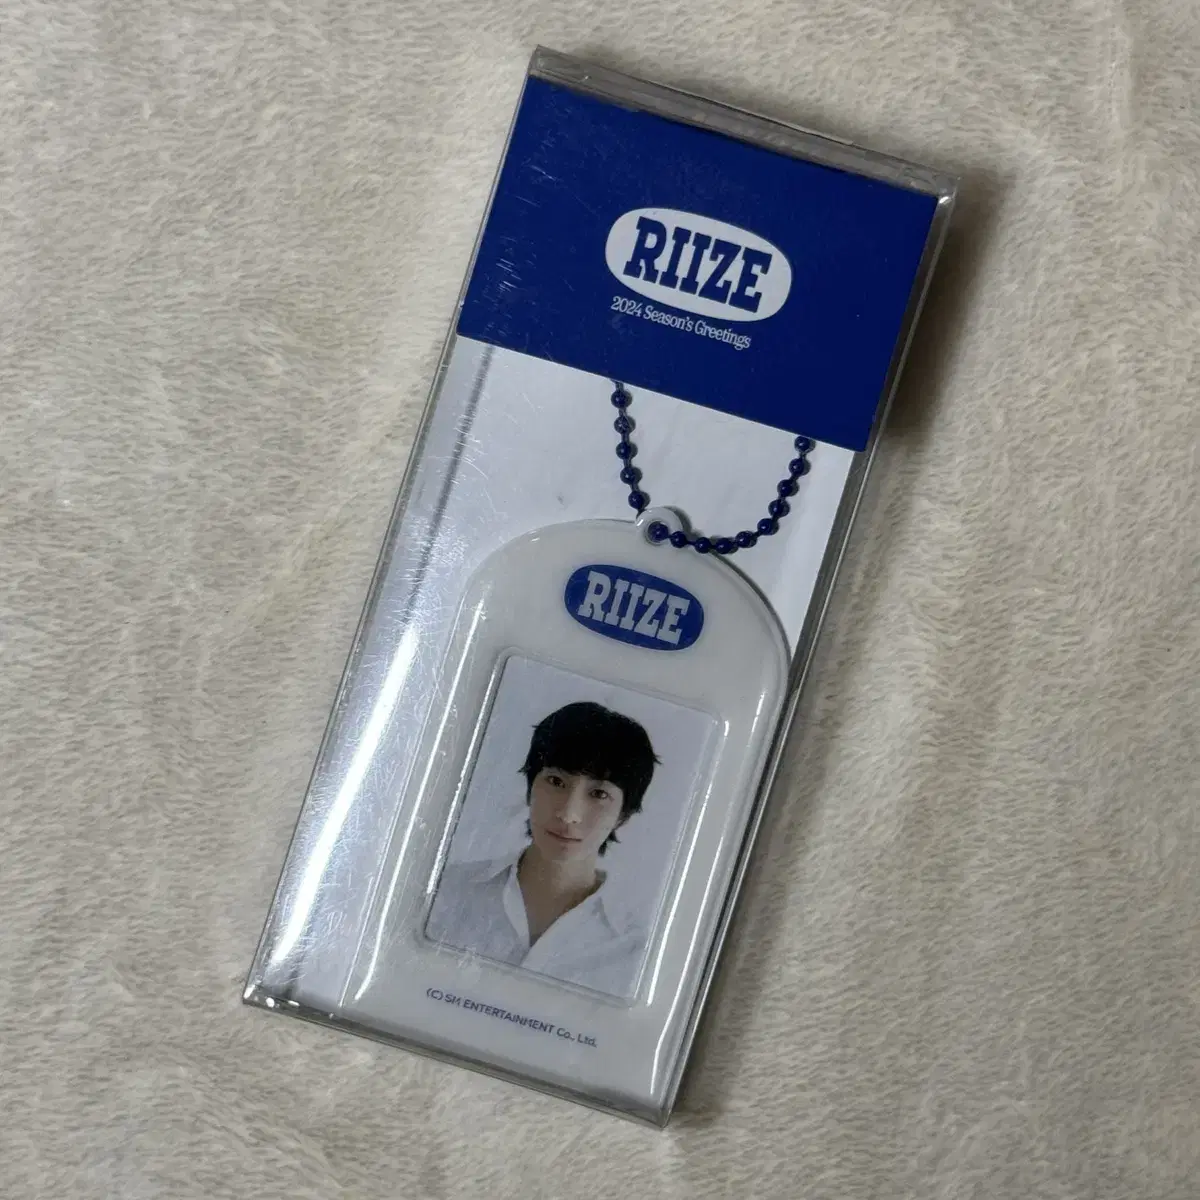 RIIZE
2024 Season's Greetings
RIIZE
(C) SM ENTERTAINMENT Co., Ltd.